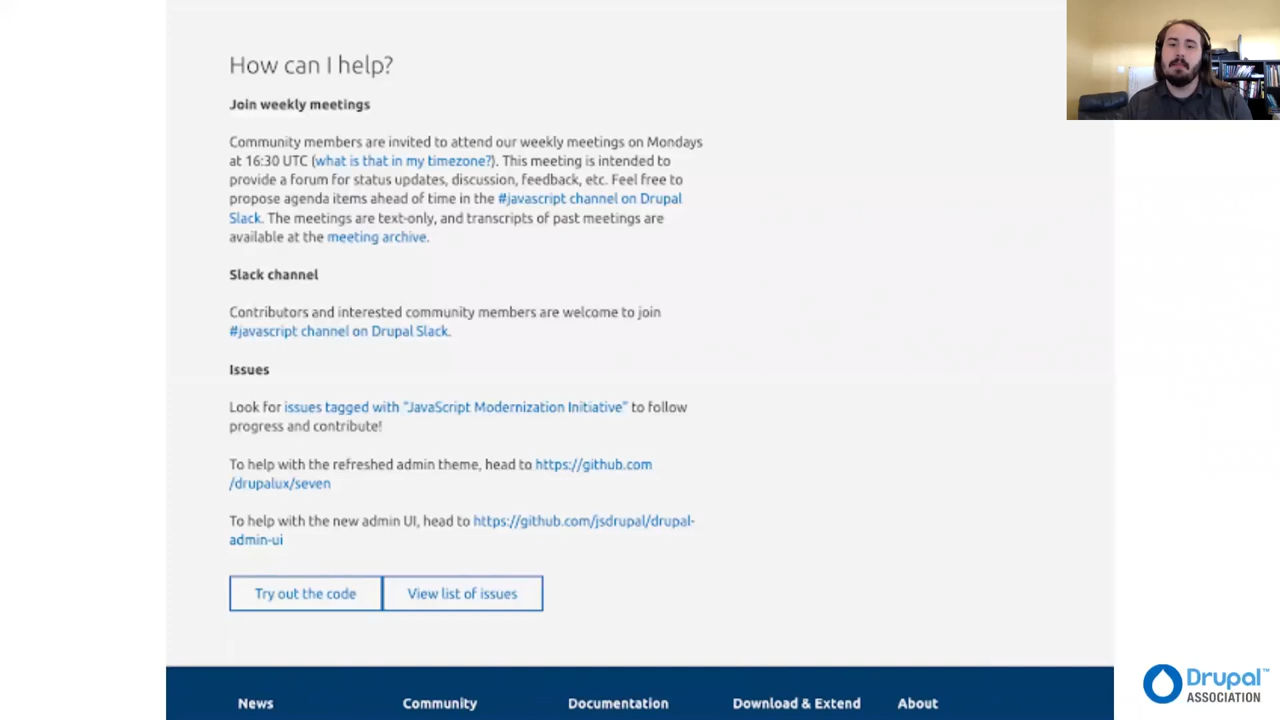 How can I help?
Join weekly meetings
Community members are invited to attend our weekly meetings on Mondays
at 16:30 UTC (what is that in my timezone?). This meeting is intended to
provide a forum for status updates, discussion, feedback, etc. Feel free to
propose agenda items ahead of time in the #javascript channel on Drupal
Slack. The meetings are text-only, and transcripts of past meetings are
available at the meeting archive.
Slack channel
Contributors and interested community members are welcome to join
#javascript channel on Drupal Slack.
Issues
Look for issues tagged with "JavaScript Modernization Initiative" to follow
progress and contribute!
To help with the refreshed admin theme, head to https://github.com
/drupalux/seven
To help with the new admin UI, head to https://github.com/jsdrupal/drupal-
admin-ui
Try out the code
View list of issues
News
Community
Documentation
Download & Extend
About
Drupal™
ASSOCIATION